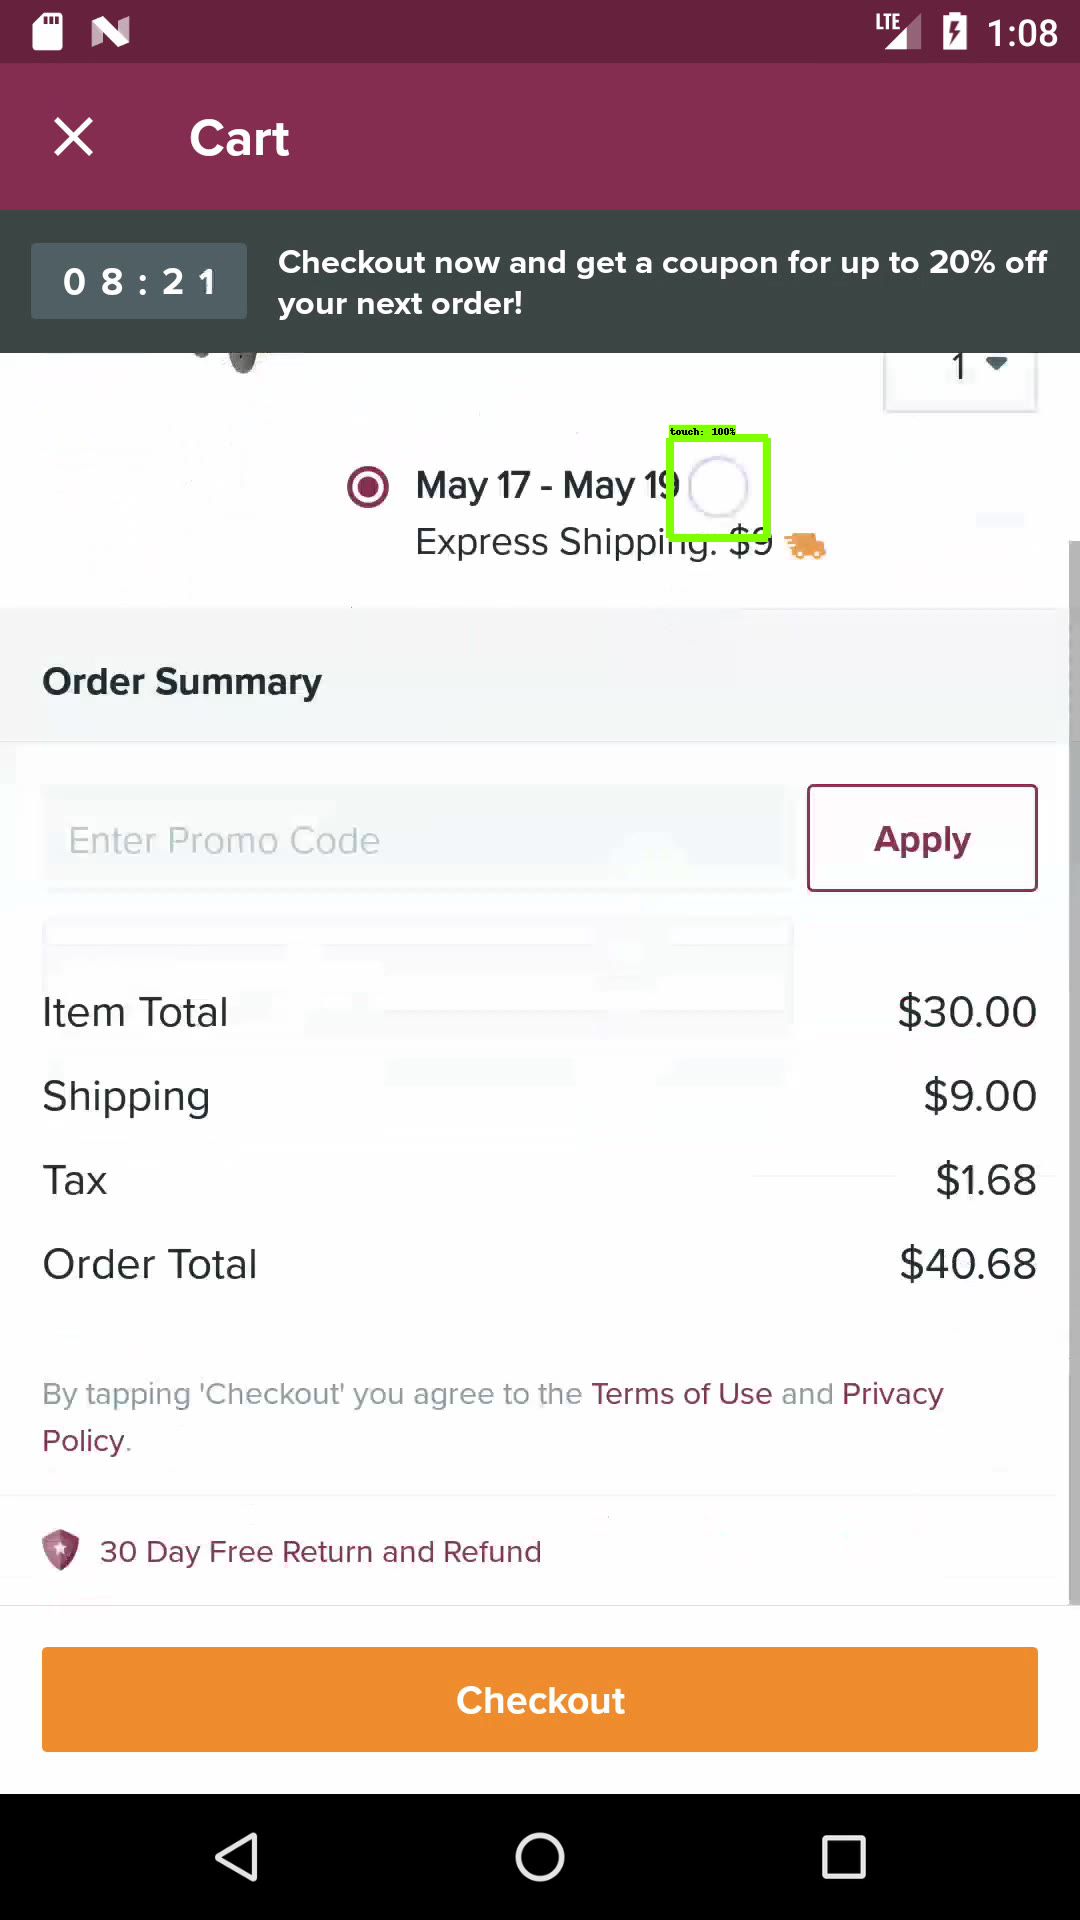 LTE 1:08
Cart
08:21
Checkout now and get a coupon for up to 20% off
your next order!
1
touch: 100%
May 17 - May 19
Express Shipping: $9
Order Summary
Enter Promo Code
Apply
Item Total $30.00
Shipping $9.00
Tax $1.68
Order Total $40.68
By tapping 'Checkout' you agree to the Terms of Use and Privacy
Policy.
30 Day Free Return and Refund
Checkout